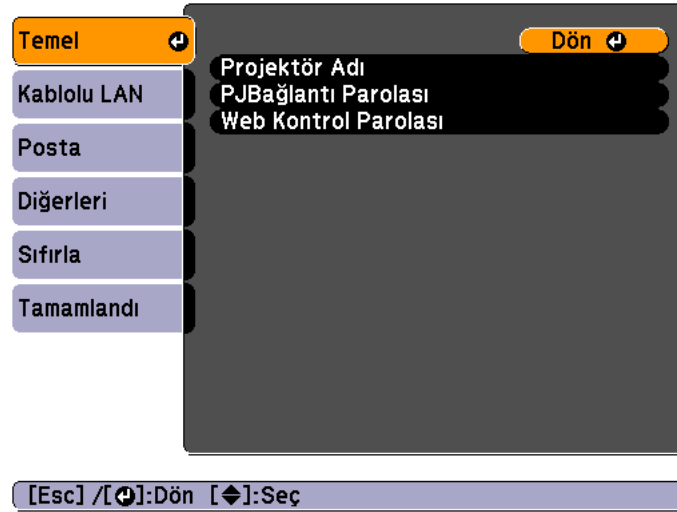 Temel
Dön
Projektör Adı
Kablolu LAN
PJBağlantı Parolası
Web Kontrol Parolası
Posta
Diğerleri
Sıfırla
Tamamlandı
[Esc] /[]:Dön []:Seç